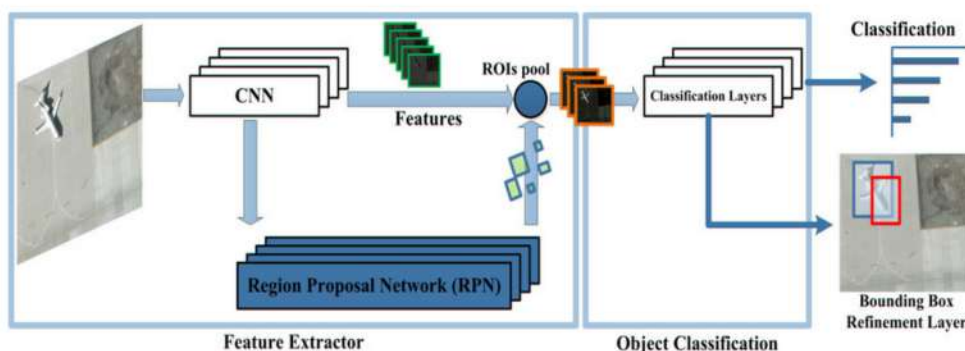 Classification
ROIs pool
CNN
Classification Layers
Features
Region Proposal Network (RPN)
Bounding Box
Refinement Layer
Feature Extractor
Object Classification